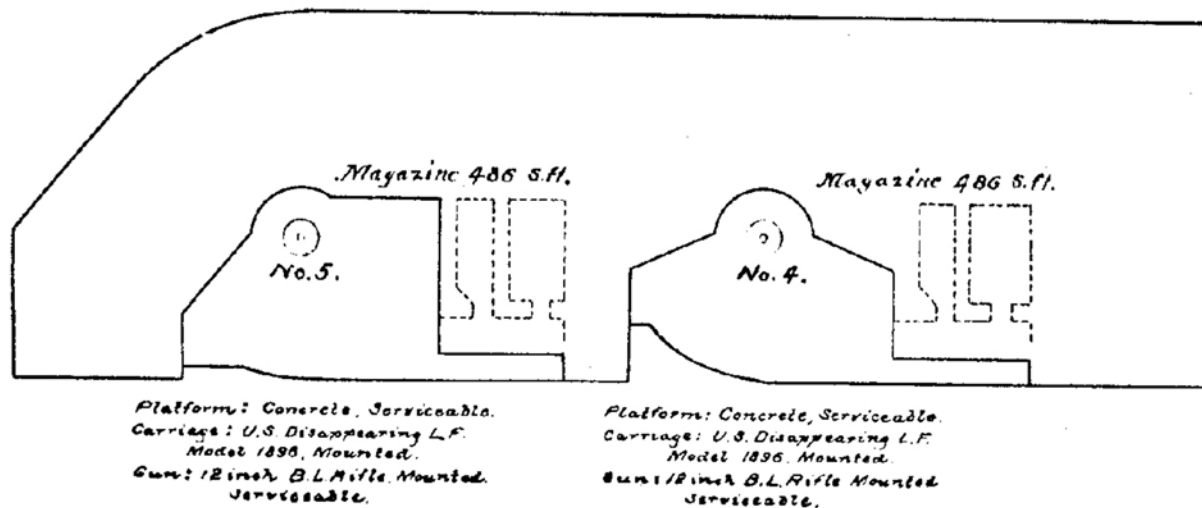 Magazine 486 S.ft.
Magazine 486 S.ft.
No. 5.
No. 4.
Platform: Concrete, Serviceable.
Carriage: U.S. Disappearing L.F.
Model 1896, Mounted.
Gun: 12 inch B.L. Rifle. Mounted.
Serviceable.
Platform: Concrete, Serviceable.
Carriage: U.S. Disappearing L.F.
Model 1896. Mounted.
Gun: 12 inch B.L. Rifle Mounted
Serviceable.